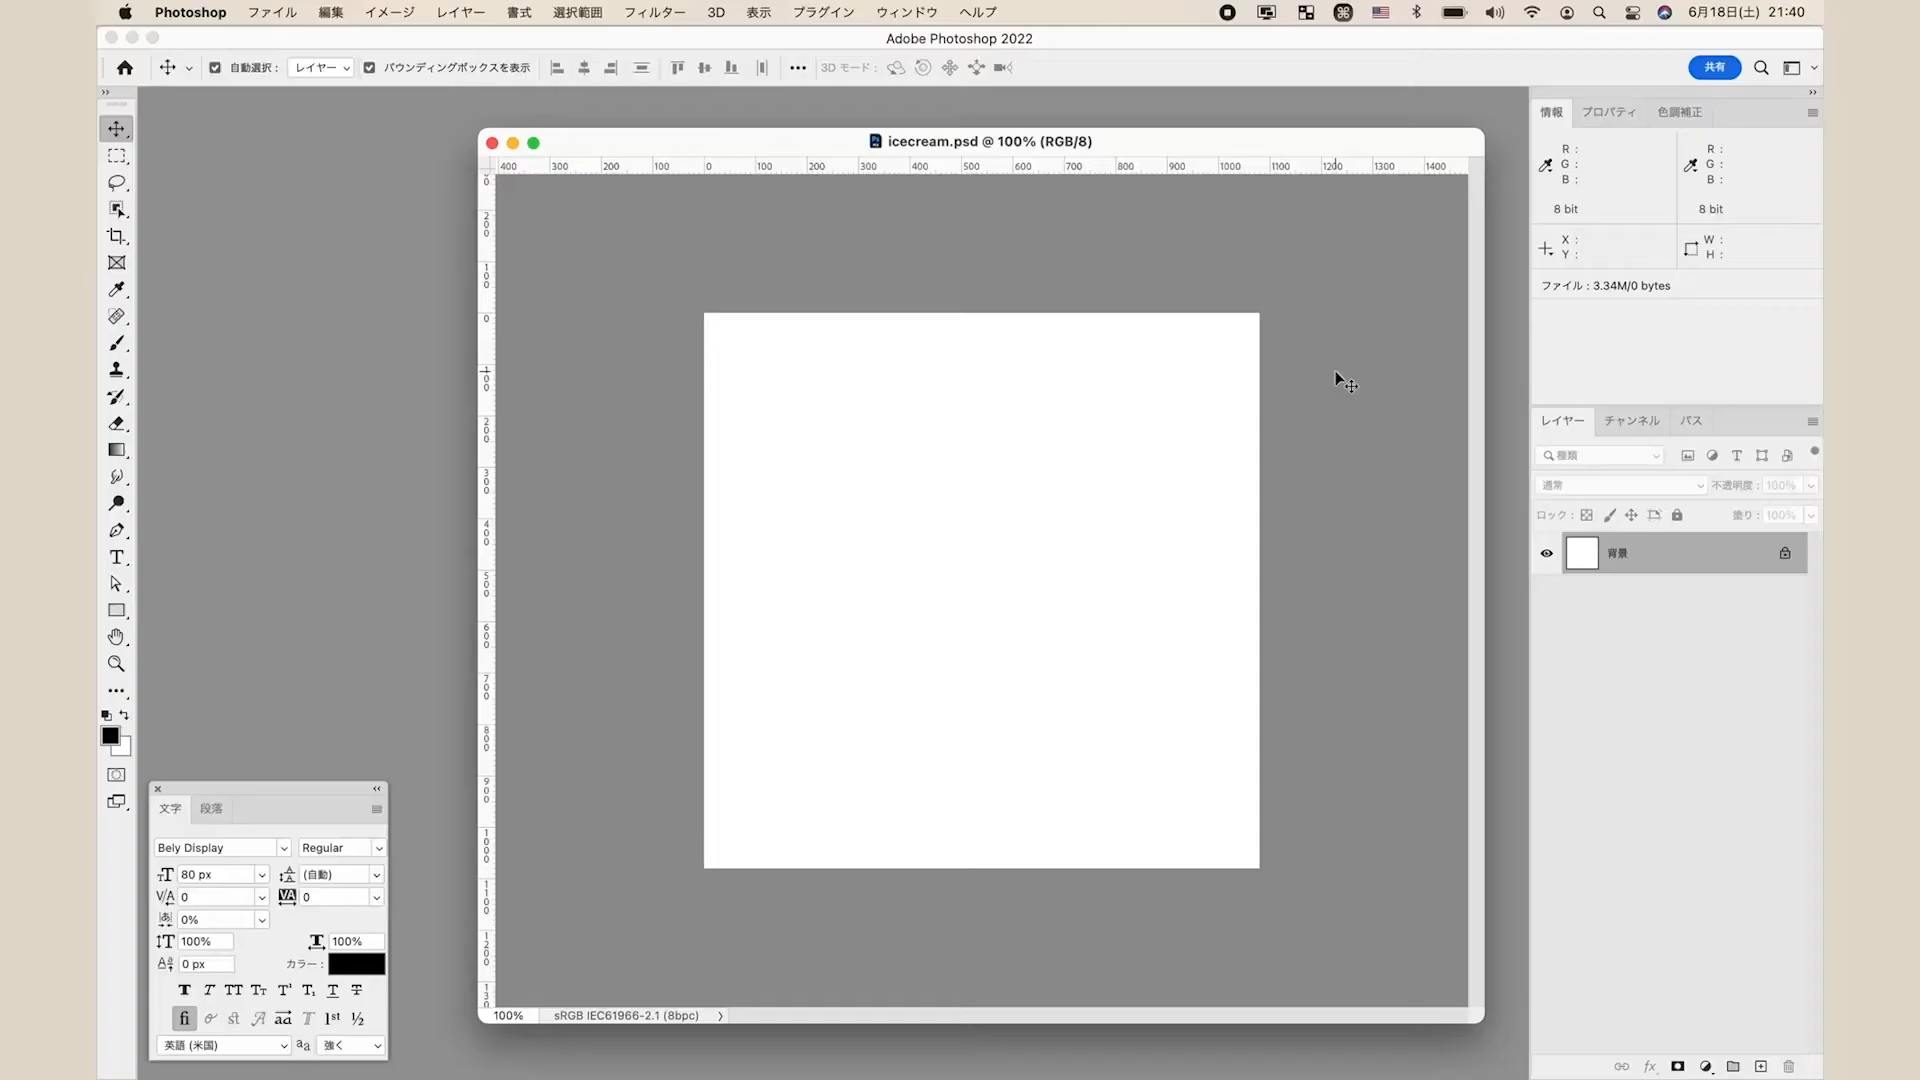 Photoshop ファイル 編集 イメージ レイヤー 書式 選択範囲 フィルター 3D 表示 プラグイン ウィンドウ ヘルプ 6月18日(土) 21:40
Adobe Photoshop 2022
自動選択： レイヤー バウンディングボックスを表示 3D モード： 共有
情報 プロパティ 色調補正
icecream.psd @ 100% (RGB/8)
400 300 200 100 0 100 200 300 400 500 600 700 800 900 1000 1100 1200 1300 1400
0
200
100
0
100
200
300
400
500
600
700
800
900
1000
1100
1200
130
R : R :
G : G :
B : B :
8 bit 8 bit
X : W :
Y : H :
ファイル : 3.34M/0 bytes
レイヤー チャンネル パス
種類
通常 不透明度： 100%
ロック： 塗り： 100%
背景
文字 段落
Bely Display Regular
80 px (自動)
0 0
0%
100% 100%
0 px カラー：
英語 (米国) aa 強く
100% sRGB IEC61966-2.1 (8bpc)